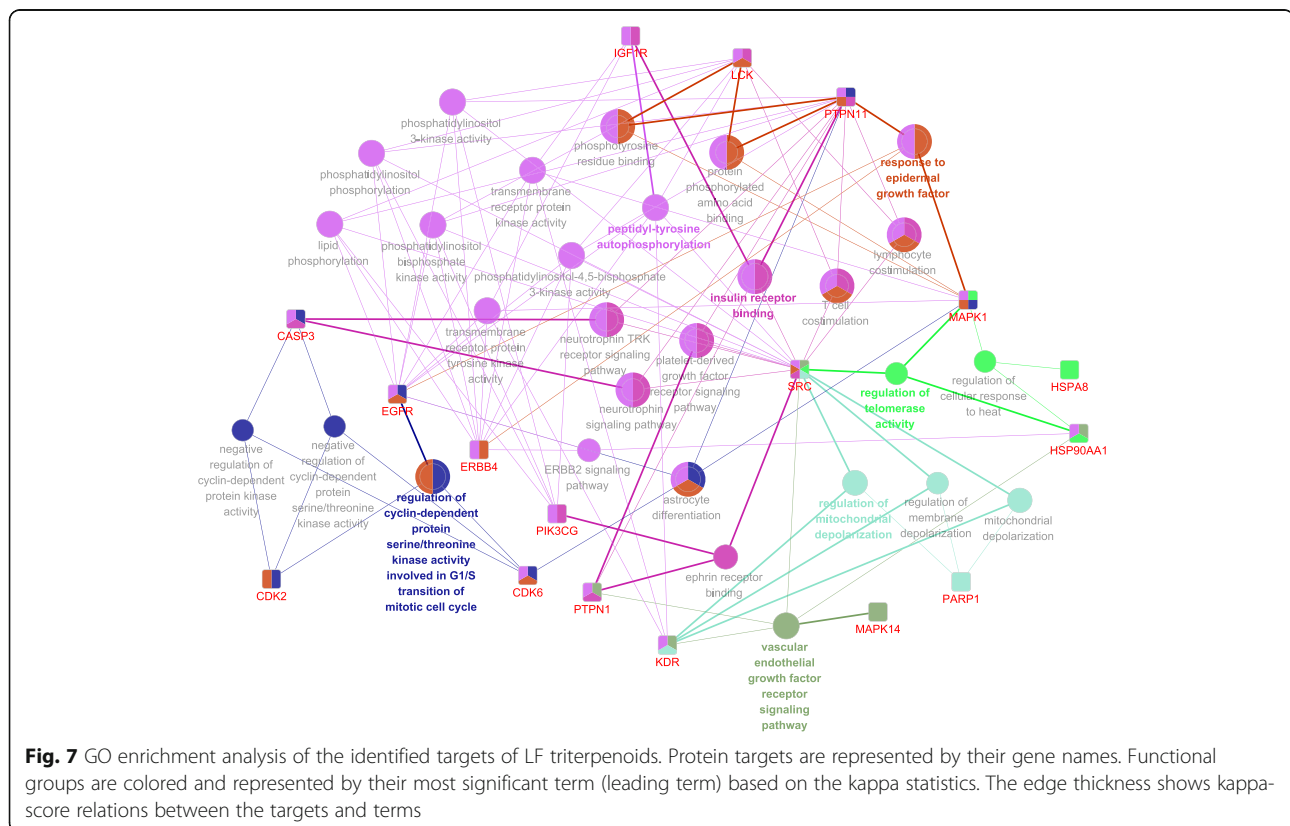 IGF1R
LCK
PTPN11
phosphatidylinositol
3-kinase activity
phosphotyrosine
residue binding
protein
phosphorylated
amino acid
binding
response to
epidermal
growth factor
phosphatidylinositol
phosphorylation
transmembrane
receptor protein
kinase activity
peptidyl-tyrosine
autophosphorylation
lipid
phosphorylation
phosphatidylinositol
bisphosphate
kinase activity
lymphocyte
costimulation
phosphatidylinositol-4,5-bisphosphate
3-kinase activity
insulin receptor
binding
T cell
costimulation
MAPK1
CASP3
transmembrane
receptor protein
tyrosine kinase
activity
neurotrophin TRK
receptor signaling
pathway
platelet-derived
growth factor
receptor signaling
pathway
SRC
regulation of
telomerase
activity
regulation of
cellular response
to heat
HSPA8
EGFR
neurotrophin
signaling pathway
HSP90AA1
negative
regulation of
cyclin-dependent
protein kinase
activity
negative
regulation of
cyclin-dependent
protein
serine/threonine
kinase activity
ERBB4
ERBB2 signaling
pathway
regulation of
cyclin-dependent
protein
serine/threonine
kinase activity
involved in G1/S
transition of
mitotic cell cycle
astrocyte
differentiation
regulation of
mitochondrial
depolarization
regulation of
membrane
depolarization
mitochondrial
depolarization
PIK3CG
CDK2
CDK6
PTPN1
ephrin receptor
binding
PARP1
MAPK14
KDR
vascular
endothelial
growth factor
receptor
signaling
pathway
Fig. 7 GO enrichment analysis of the identified targets of LF triterpenoids. Protein targets are represented by their gene names. Functional
groups are colored and represented by their most significant term (leading term) based on the kappa statistics. The edge thickness shows kappa-
score relations between the targets and terms